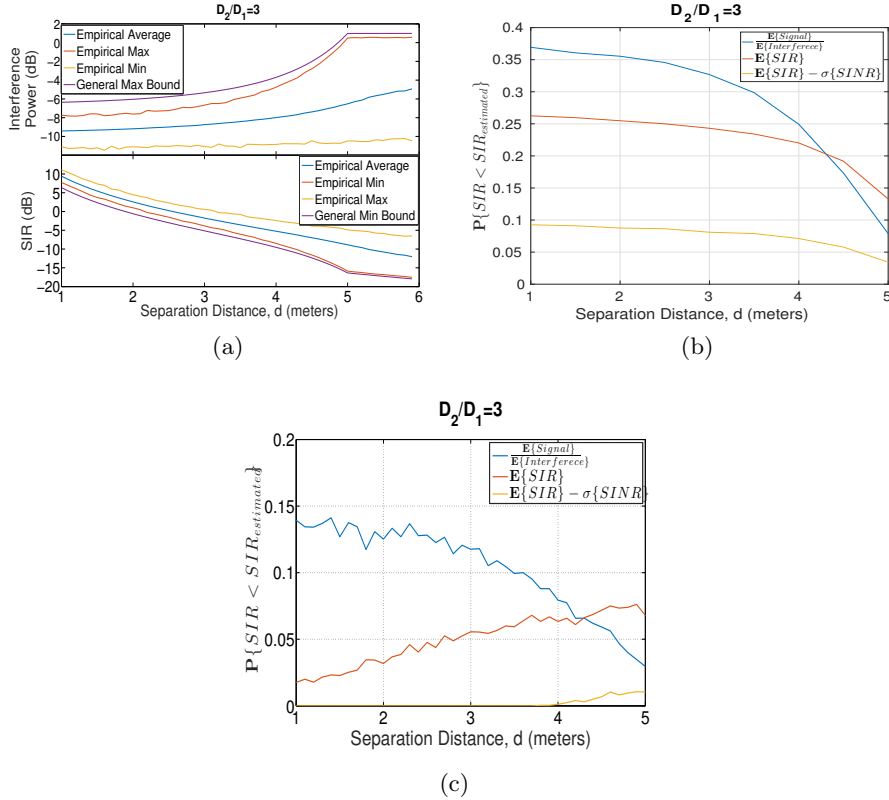 D2/D1=3
Interference
Power (dB)
2
0
-2
-4
-6
-8
-10
Empirical Average
Empirical Max
Empirical Min
General Max Bound
SIR (dB)
10
5
0
-5
-10
-15
-20
Empirical Average
Empirical Min
Empirical Max
General Min Bound
1 2 3 4 5 6
Separation Distance, d (meters)
(a)
D2/D1=3
P{SIR < SIRestimated}
0.4
0.35
0.3
0.25
0.2
0.15
0.1
0.05
0
E{Signal}
E{Interferece}
E{SIR}
E{SIR} − σ{SINR}
1 2 3 4 5
Separation Distance, d (meters)
(b)
D2/D1=3
P{SIR < SIRestimated}
0.2
0.15
0.1
0.05
0
E{Signal}
E{Interferece}
E{SIR}
E{SIR} − σ{SINR}
1 2 3 4 5
Separation Distance, d (meters)
(c)